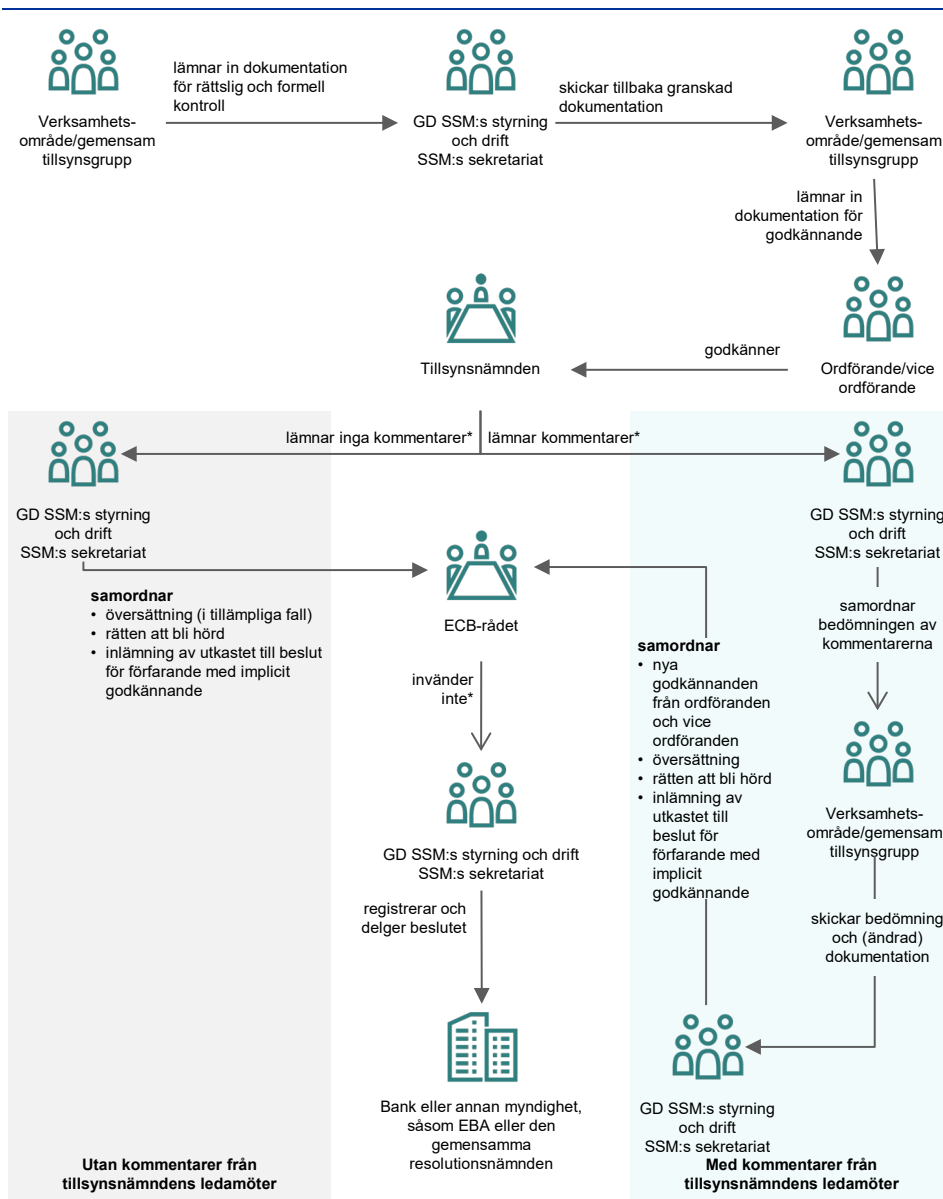 Verksamhets-
område/gemensam
tillsynsgrupp
lämnar in dokumentation
för rättslig och formell
kontroll
GD SSM:s styrning
och drift
SSM:s sekretariat
skickar tillbaka granskad
dokumentation
Verksamhets-
område/gemensam
tillsynsgrupp
lämnar in
dokumentation för
godkännande
Ordförande/vice
ordförande
godkänner
Tillsynsnämnden
lämnar inga kommentarer*
lämnar kommentarer*
GD SSM:s styrning
och drift
SSM:s sekretariat
samordnar
• översättning (i tillämpliga fall)
• rätten att bli hörd
• inlämning av utkastet till beslut
för förfarande med implicit
godkännande
ECB-rådet
invänder
inte*
GD SSM:s styrning och drift
SSM:s sekretariat
registrerar och
delger beslutet
Bank eller annan myndighet,
såsom EBA eller den
gemensamma
resolutionsnämnden
GD SSM:s styrning
och drift
SSM:s sekretariat
samordnar
bedömningen av
kommentarerna
Verksamhets-
område/gemensam
tillsynsgrupp
skickar bedömning
och (ändrad)
dokumentation
GD SSM:s styrning
och drift
SSM:s sekretariat
samordnar
• nya
godkännanden
från ordföranden
och vice
ordföranden
• översättning
• rätten att bli hörd
• inlämning av
utkastet till
beslut för
förfarande med
implicit
godkännande
Utan kommentarer från
tillsynsnämndens ledamöter
Med kommentarer från
tillsynsnämndens ledamöter